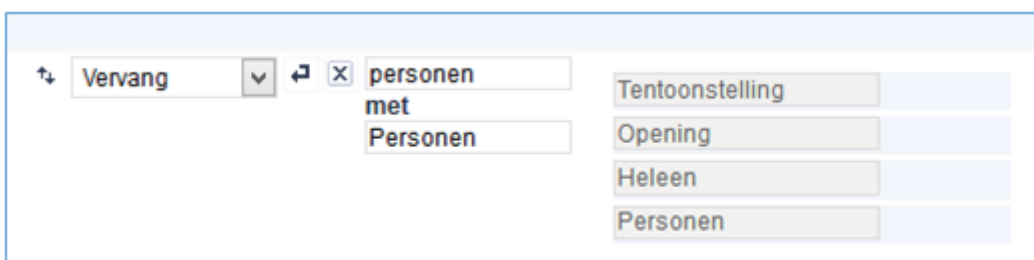 Vervang
personen
met
Personen
Tentoonstelling
Opening
Heleen
Personen